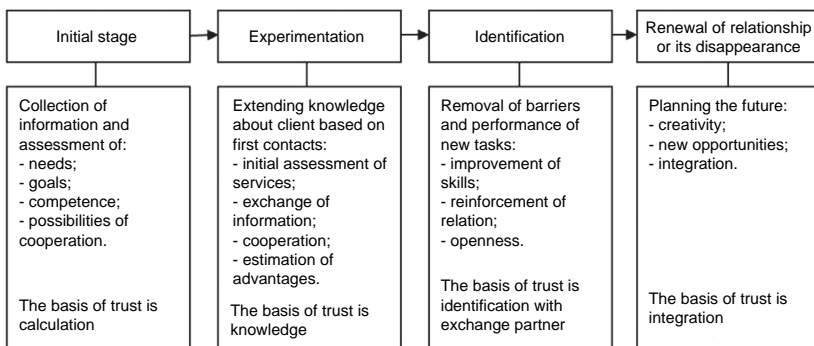 Initial stage
Experimentation
Identification
Renewal of relationship
or its disappearance
Collection of
information and
assessment of:
- needs;
- goals;
- competence;
- possibilities of
cooperation.
The basis of trust is
calculation
Extending knowledge
about client based on
first contacts:
- initial assessment of
services;
- exchange of
information;
- cooperation;
- estimation of
advantages.
The basis of trust is
knowledge
Removal of barriers
and performance of
new tasks:
- improvement of
skills;
- reinforcement of
relation;
- openness.
The basis of trust is
identification with
exchange partner
Planning the future:
- creativity;
- new opportunities;
- integration.
The basis of trust is
integration